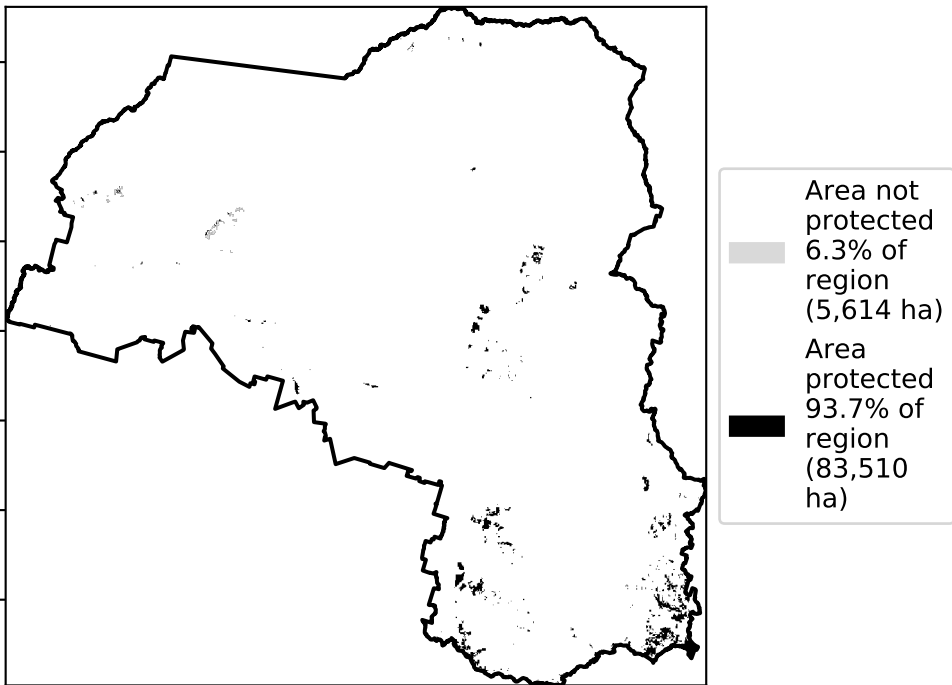 Area not
protected
6.3% of
region
(5,614 ha)
Area
protected
93.7% of
region
(83,510
ha)